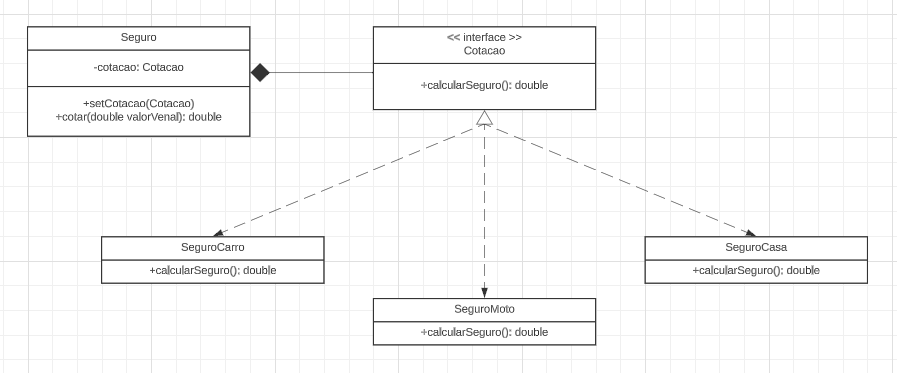 Seguro
-cotacao: Cotacao
+setCotacao(Cotacao)
+cotar(double valorVenal): double
<< interface >>
Cotacao
+calcularSeguro(): double
SeguroCarro
+calcularSeguro(): double
SeguroMoto
+calcularSeguro(): double
SeguroCasa
+calcularSeguro(): double